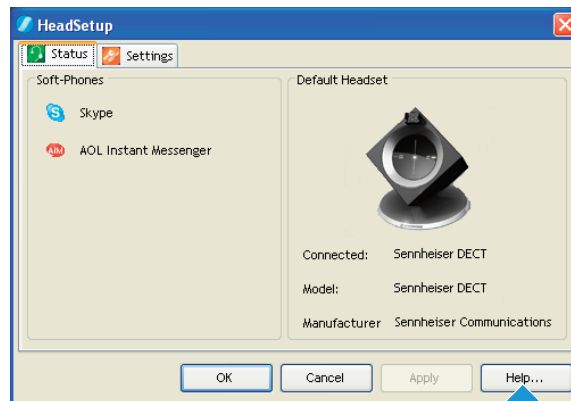 HeadSetup
Status
Settings
Soft-Phones
Skype
AIM
AOL Instant Messenger
Default Headset
Connected: Sennheiser DECT
Model: Sennheiser DECT
Manufacturer Sennheiser Communications
OK
Cancel
Apply
Help...